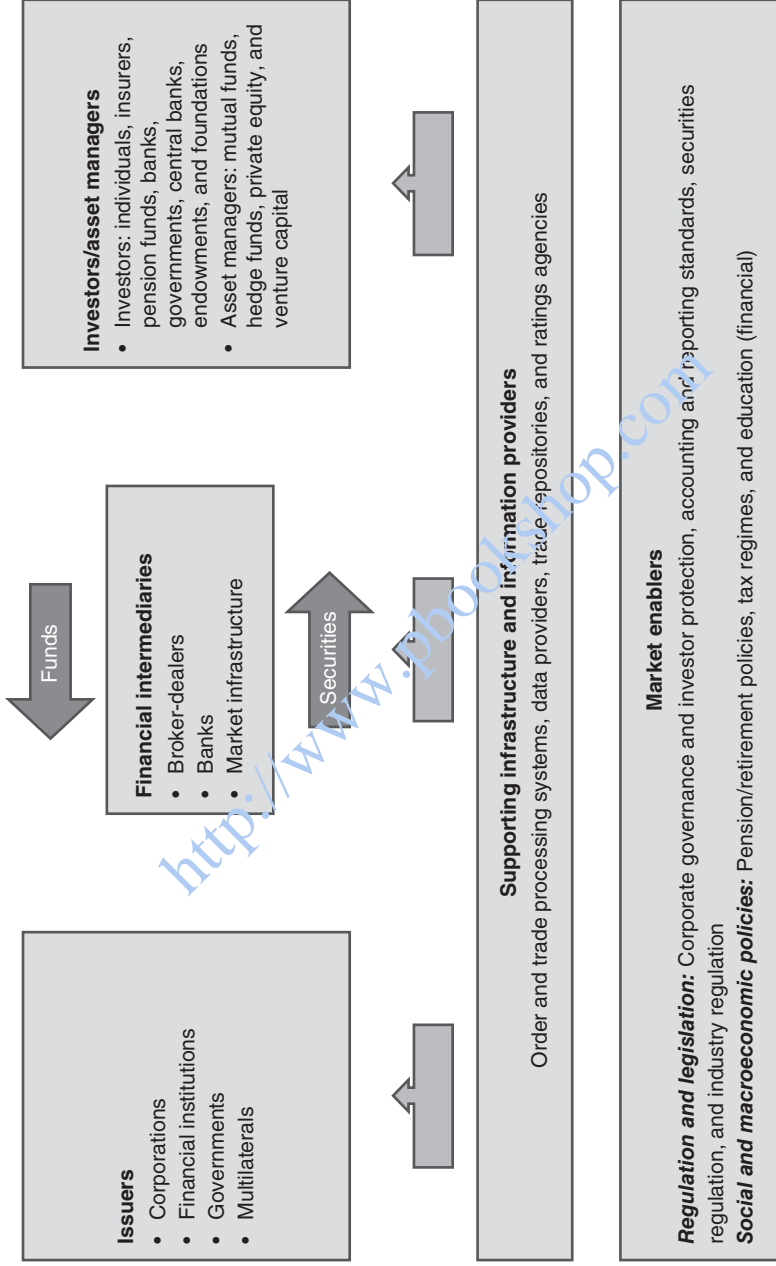 Issuers
• Corporations
• Financial institutions
• Governments
• Multilaterals
Funds
Financial intermediaries
• Broker-dealers
• Banks
• Market infrastructure
Securities
Investors/asset managers
• Investors: individuals, insurers,
pension funds, banks,
governments, central banks,
endowments, and foundations
• Asset managers: mutual funds,
hedge funds, private equity, and
venture capital
Supporting infrastructure and information providers
Order and trade processing systems, data providers, trade repositories, and ratings agencies
Market enablers
Regulation and legislation: Corporate governance and investor protection, accounting and reporting standards, securities
regulation, and industry regulation
Social and macroeconomic policies: Pension/retirement policies, tax regimes, and education (financial)
http://www.pbookshop.com